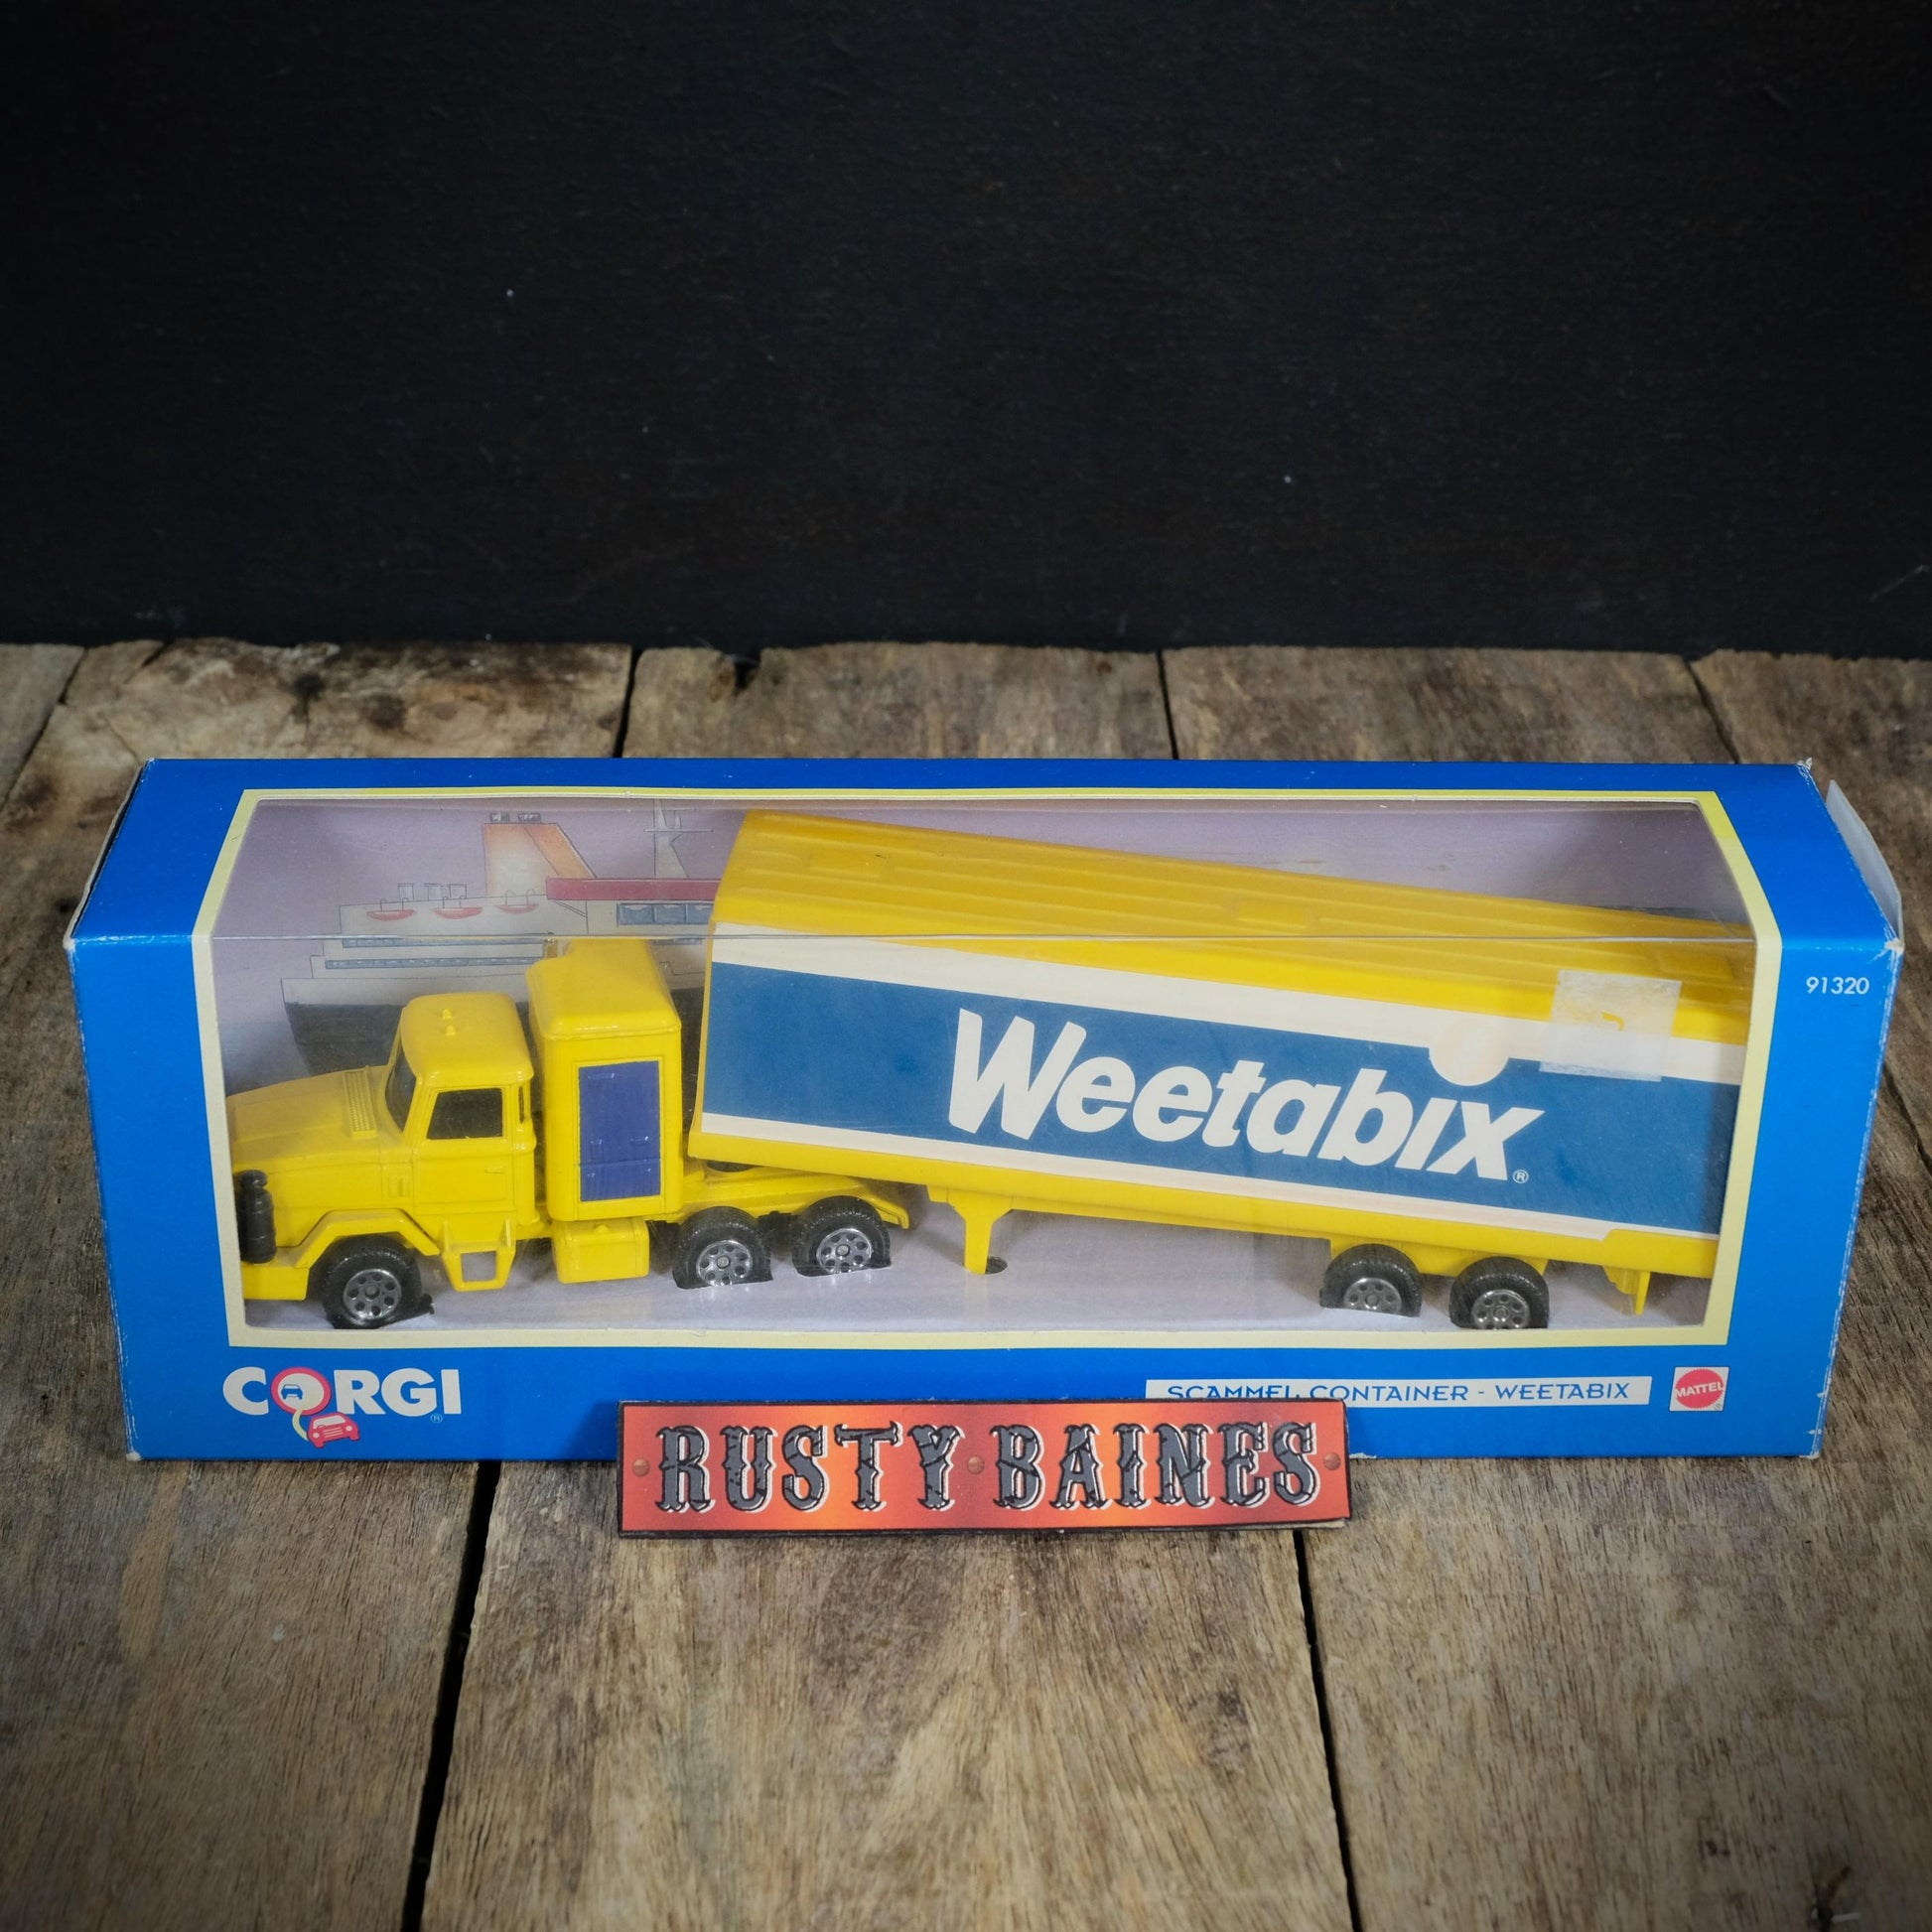 91320
Weetabix®
CORGI®
SCAMMEL CONTAINER - WEETABIX
MATTEL
RUSTY BAINES